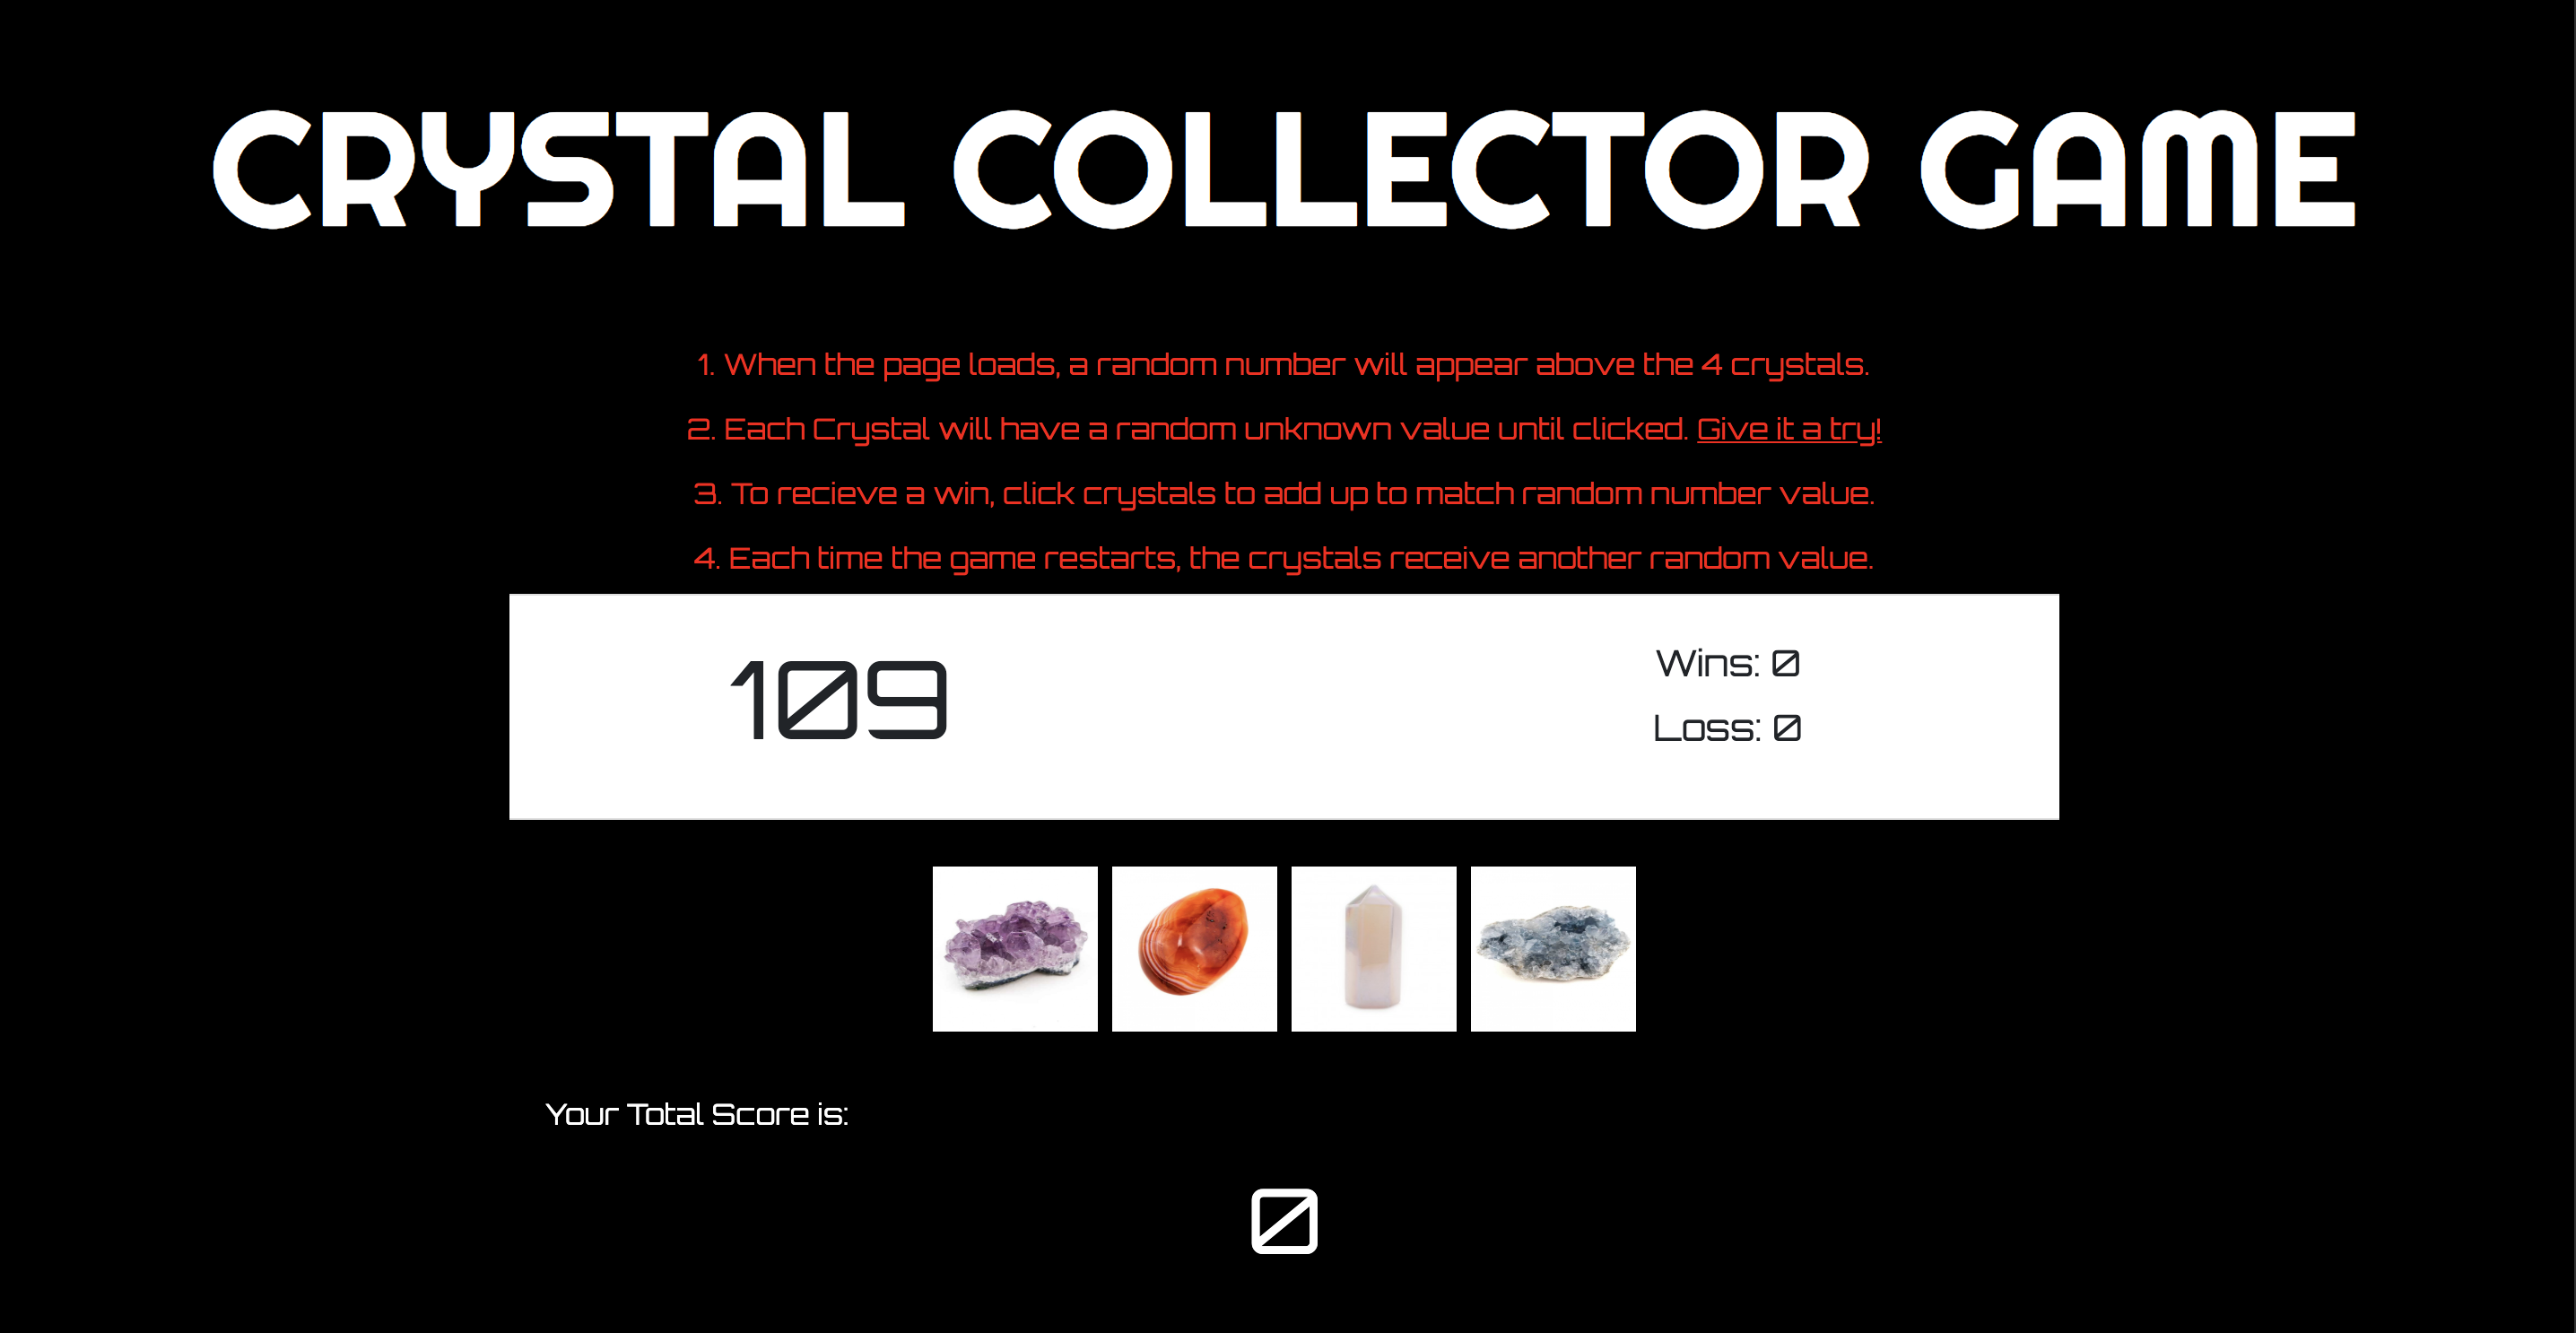 CRYSTAL COLLECTOR GAME
1. When the page loads, a random number will appear above the 4 crystals.
2. Each Crystal will have a random unknown value until clicked. Give it a try!
3. To recieve a win, click crystals to add up to match random number value.
4. Each time the game restarts, the crystals receive another random value.
109
Wins: 0
Loss: 0
Your Total Score is:
0